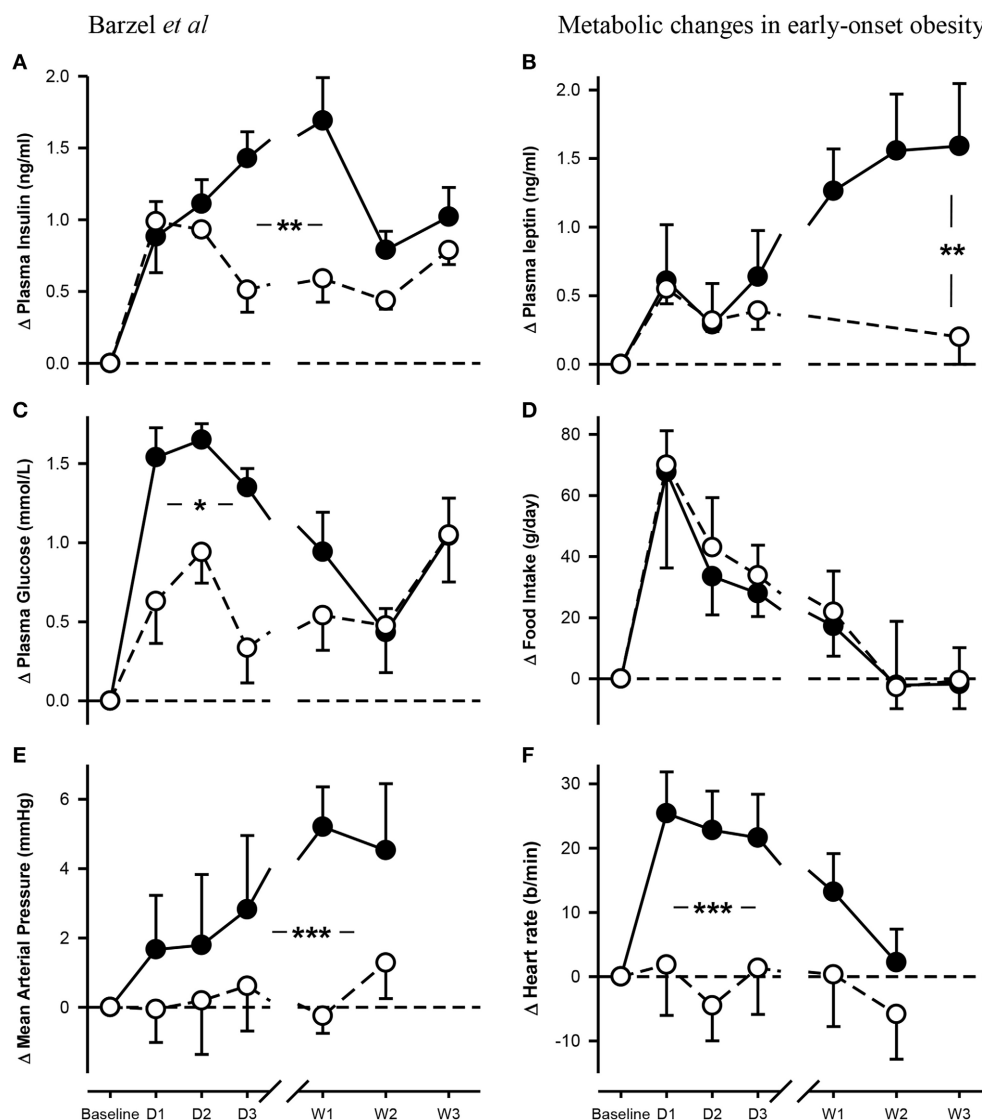 Barzel et al
Metabolic changes in early-onset obesity
A
Δ Plasma Insulin (ng/ml)
2.0
1.5
1.0
0.5
0.0
**
B
Δ Plasma leptin (ng/ml)
2.0
1.5
1.0
0.5
0.0
**
C
Δ Plasma Glucose (mmol/L)
1.5
1.0
0.5
0.0
*
D
Δ Food Intake (g/day)
80
60
40
20
0
E
Δ Mean Arterial Pressure (mmHg)
6
4
2
0
***
F
Δ Heart rate (b/min)
30
20
10
0
-10
***
Baseline D1 D2 D3 W1 W2 W3
Baseline D1 D2 D3 W1 W2 W3